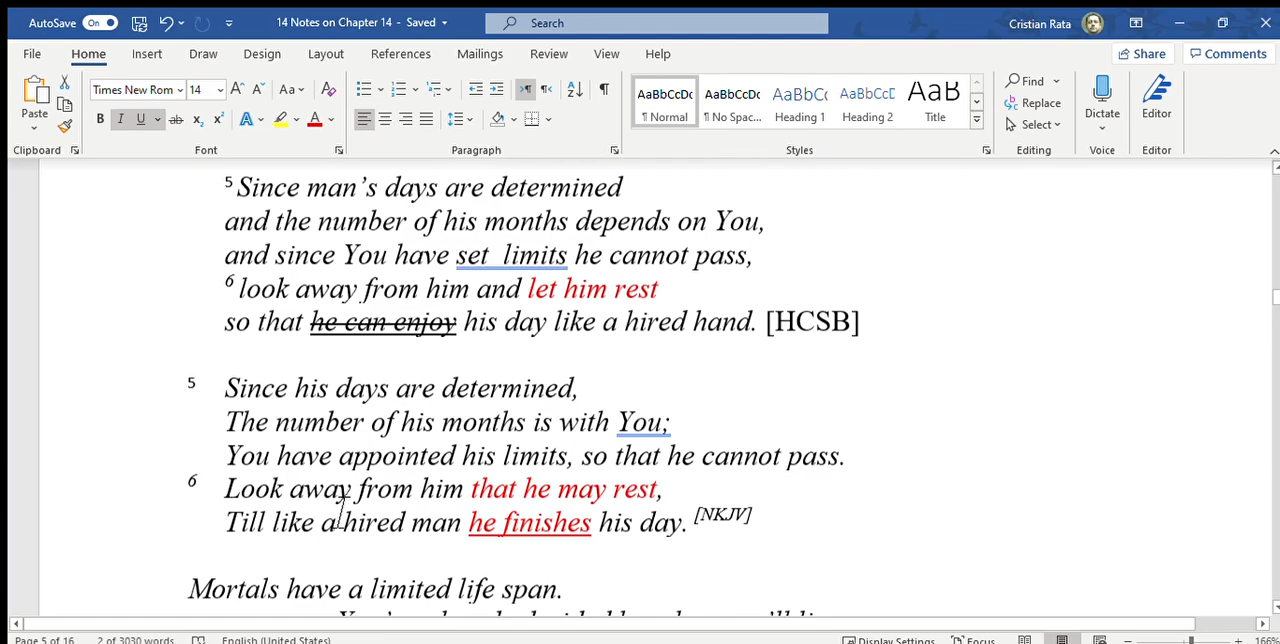 AutoSave On 14 Notes on Chapter 14 - Saved Search Cristian Rata
File Home Insert Draw Design Layout References Mailings Review View Help Share Comments
Times New Rom 14 A A Aa A AaBbCcDc AaBbCcDc AaBbCc AaBbCcD AaB Find
Paste Replace Dictate Editor
B I U ab x2 x2 A A ¶ Normal ¶ No Spac... Heading 1 Heading 2 Title Select
Clipboard Font Paragraph Styles Editing Voice Editor
5 Since man's days are determined
and the number of his months depends on You,
and since You have set limits he cannot pass,
6 look away from him and let him rest
so that he can enjoy his day like a hired hand. [HCSB]
5 Since his days are determined,
The number of his months is with You;
You have appointed his limits, so that he cannot pass.
6 Look away from him that he may rest,
Till like a hired man he finishes his day. [NKJV]
Mortals have a limited life span.
Page 5 of 16 2 of 3030 words English (United States) Display Settings Focus 166%